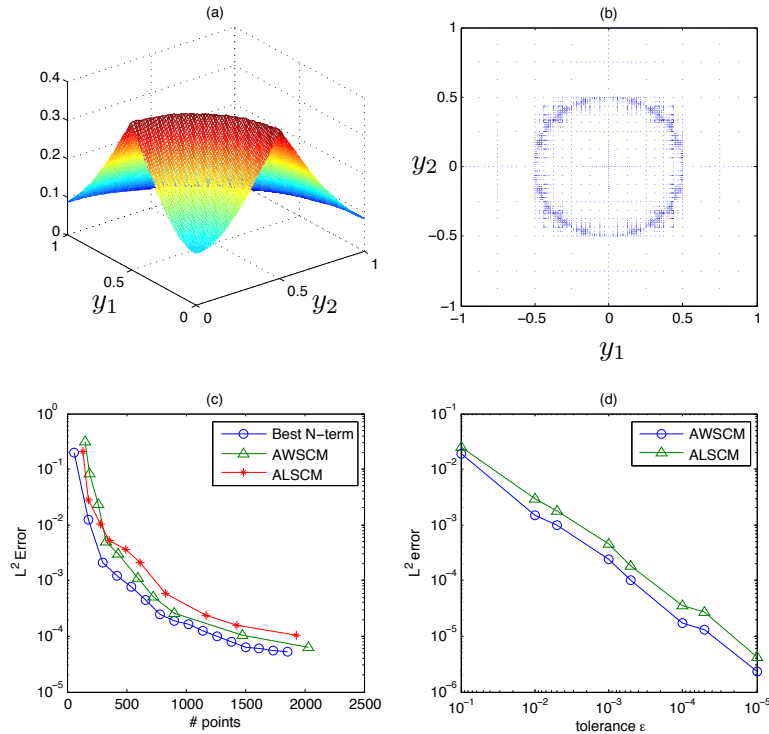 (a)
0.4
0.3
0.2
0.1
0
1
0.5
0
0
0.5
1
y1
y2
(b)
1
0.5
0
−0.5
−1
−1
−0.5
0
0.5
1
y2
y1
(c)
10^0
10^−1
10^−2
10^−3
10^−4
10^−5
0
500
1000
1500
2000
2500
L^2 Error
# points
Best N−term
AWSCM
ALSCM
(d)
10^−1
10^−2
10^−3
10^−4
10^−5
10^−6
10^−1
10^−2
10^−3
10^−4
10^−5
L^2 error
tolerance ε
AWSCM
ALSCM